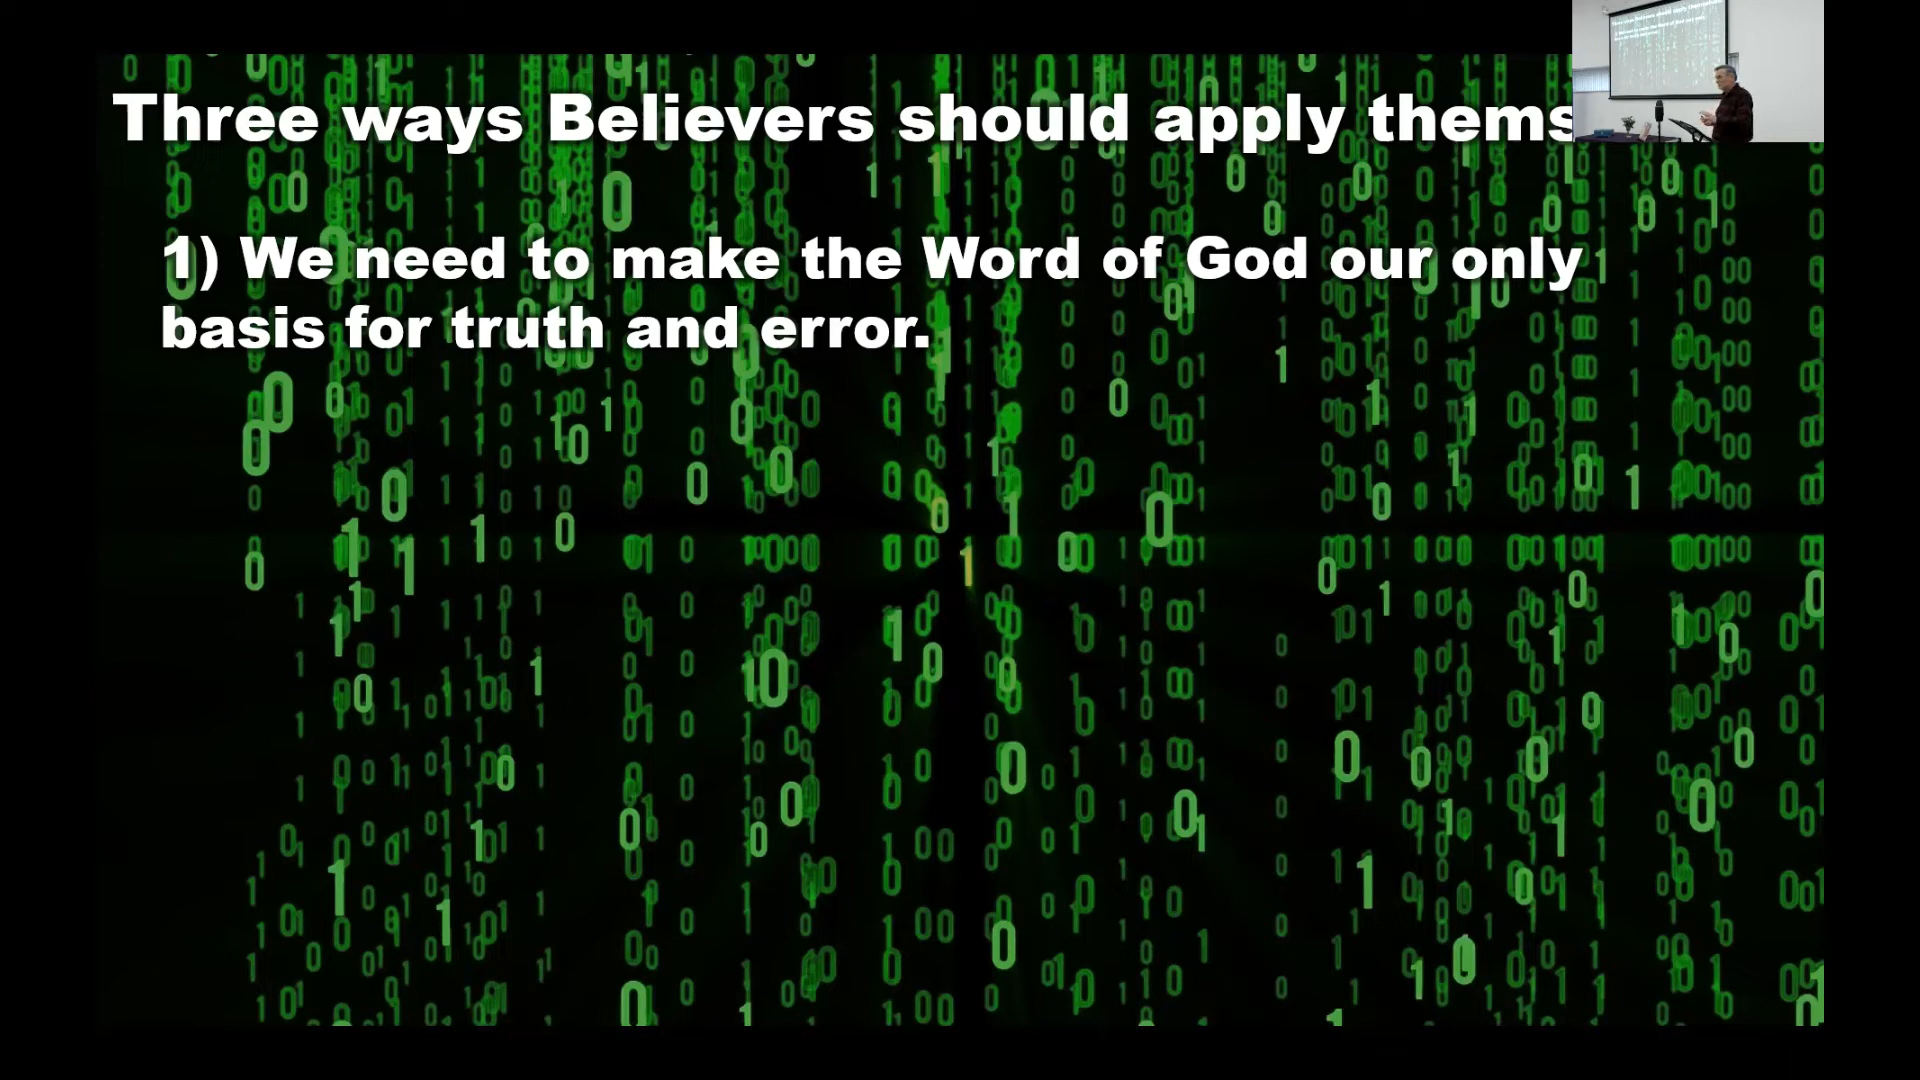 Three ways Believers should apply thems
1) We need to make the Word of God our only
basis for truth and error.